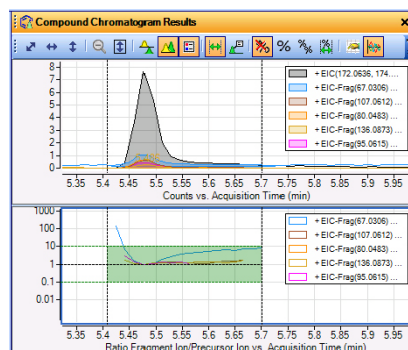 Compound Chromatogram Results
8
7
6
5
4
3
2
1
0
+ EIC(172.0636, 174....
+ EIC-Frag(67.0306) ...
+ EIC-Frag(107.0612) ...
+ EIC-Frag(80.0483) ...
+ EIC-Frag(136.0873) ...
+ EIC-Frag(95.0615) ...
5.35 5.4 5.45 5.5 5.55 5.6 5.65 5.7 5.75 5.8 5.85 5.9 5.95
Counts vs. Acquisition Time (min)
1000
100
10
1
0.1
0.01
+ EIC-Frag(67.0306) ...
+ EIC-Frag(107.0612) ...
+ EIC-Frag(80.0483) ...
+ EIC-Frag(136.0873) ...
+ EIC-Frag(95.0615) ...
5.35 5.4 5.45 5.5 5.55 5.6 5.65 5.7 5.75 5.8 5.85 5.9 5.95
Ratio Fragment Ion/Precursor Ion vs. Acquisition Time (min)